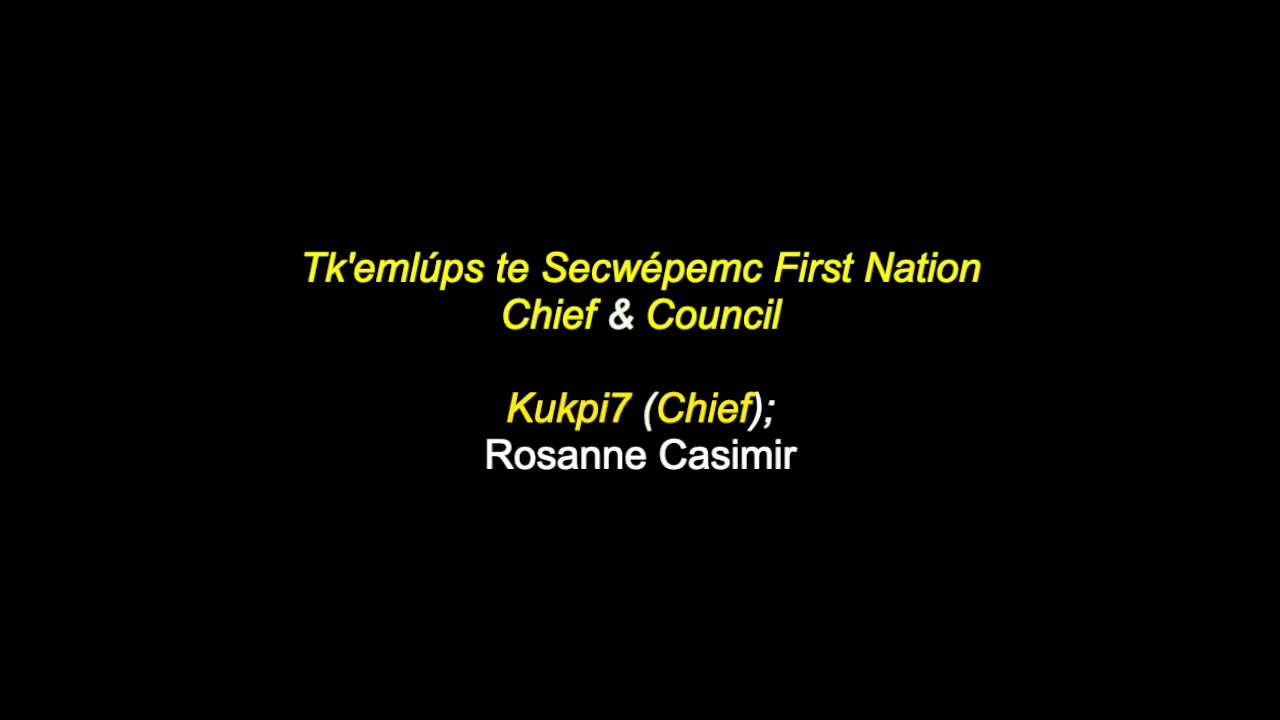 Tk'emlúps te Secwépemc First Nation
Chief & Council
Kukpi7 (Chief);
Rosanne Casimir